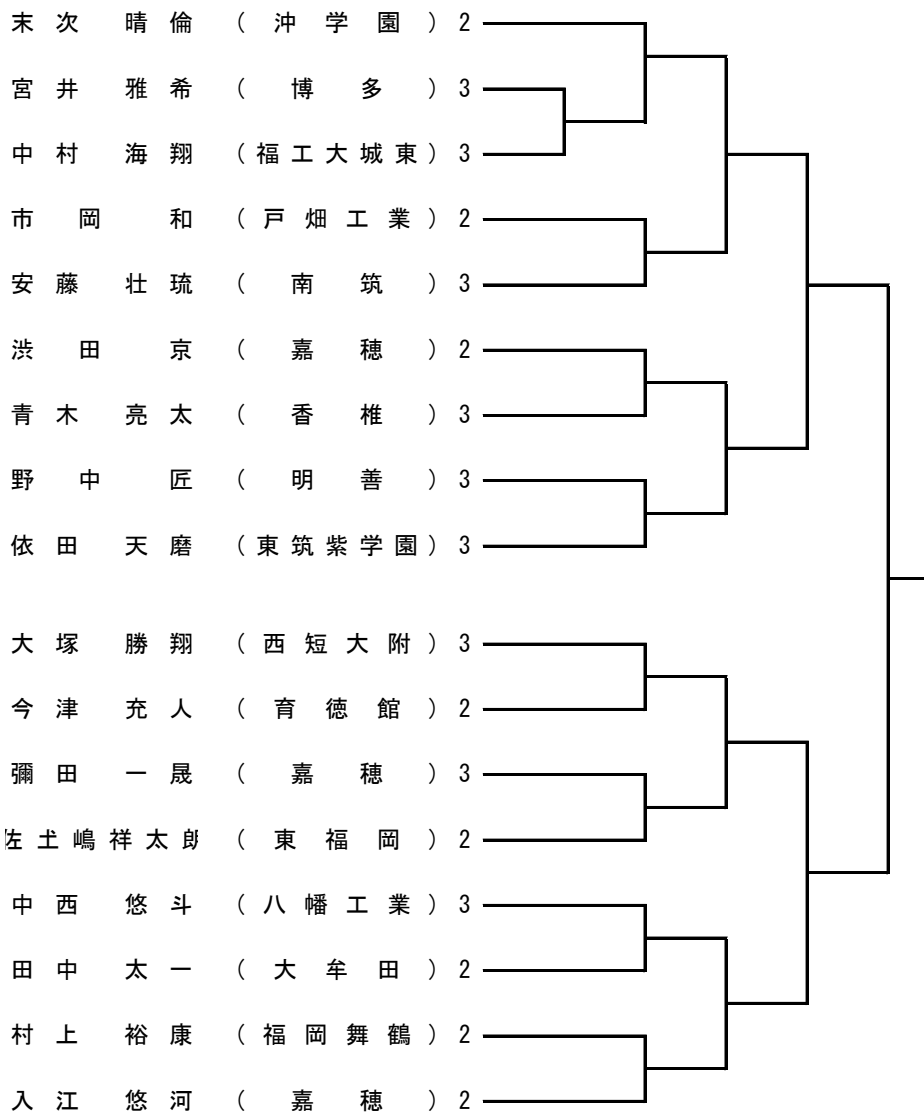 末次 晴倫 (沖学園) 2
宮井 雅希 (博多) 3
中村 海翔 (福工大城東) 3
市岡 和 (戸畑工業) 2
安藤 壮琉 (南筑) 3
渋田 京 (嘉穂) 2
青木 亮太 (香椎) 3
野中 匠 (明善) 3
依田 天磨 (東筑紫学園) 3
大塚 勝翔 (西短大附) 3
今津 充人 (育徳館) 2
彌田 一晟 (嘉穂) 3
佐土嶋祥太朗 (東福岡) 2
中西 悠斗 (八幡工業) 3
田中 太一 (大牟田) 2
村上 裕康 (福岡舞鶴) 2
入江 悠河 (嘉穂) 2